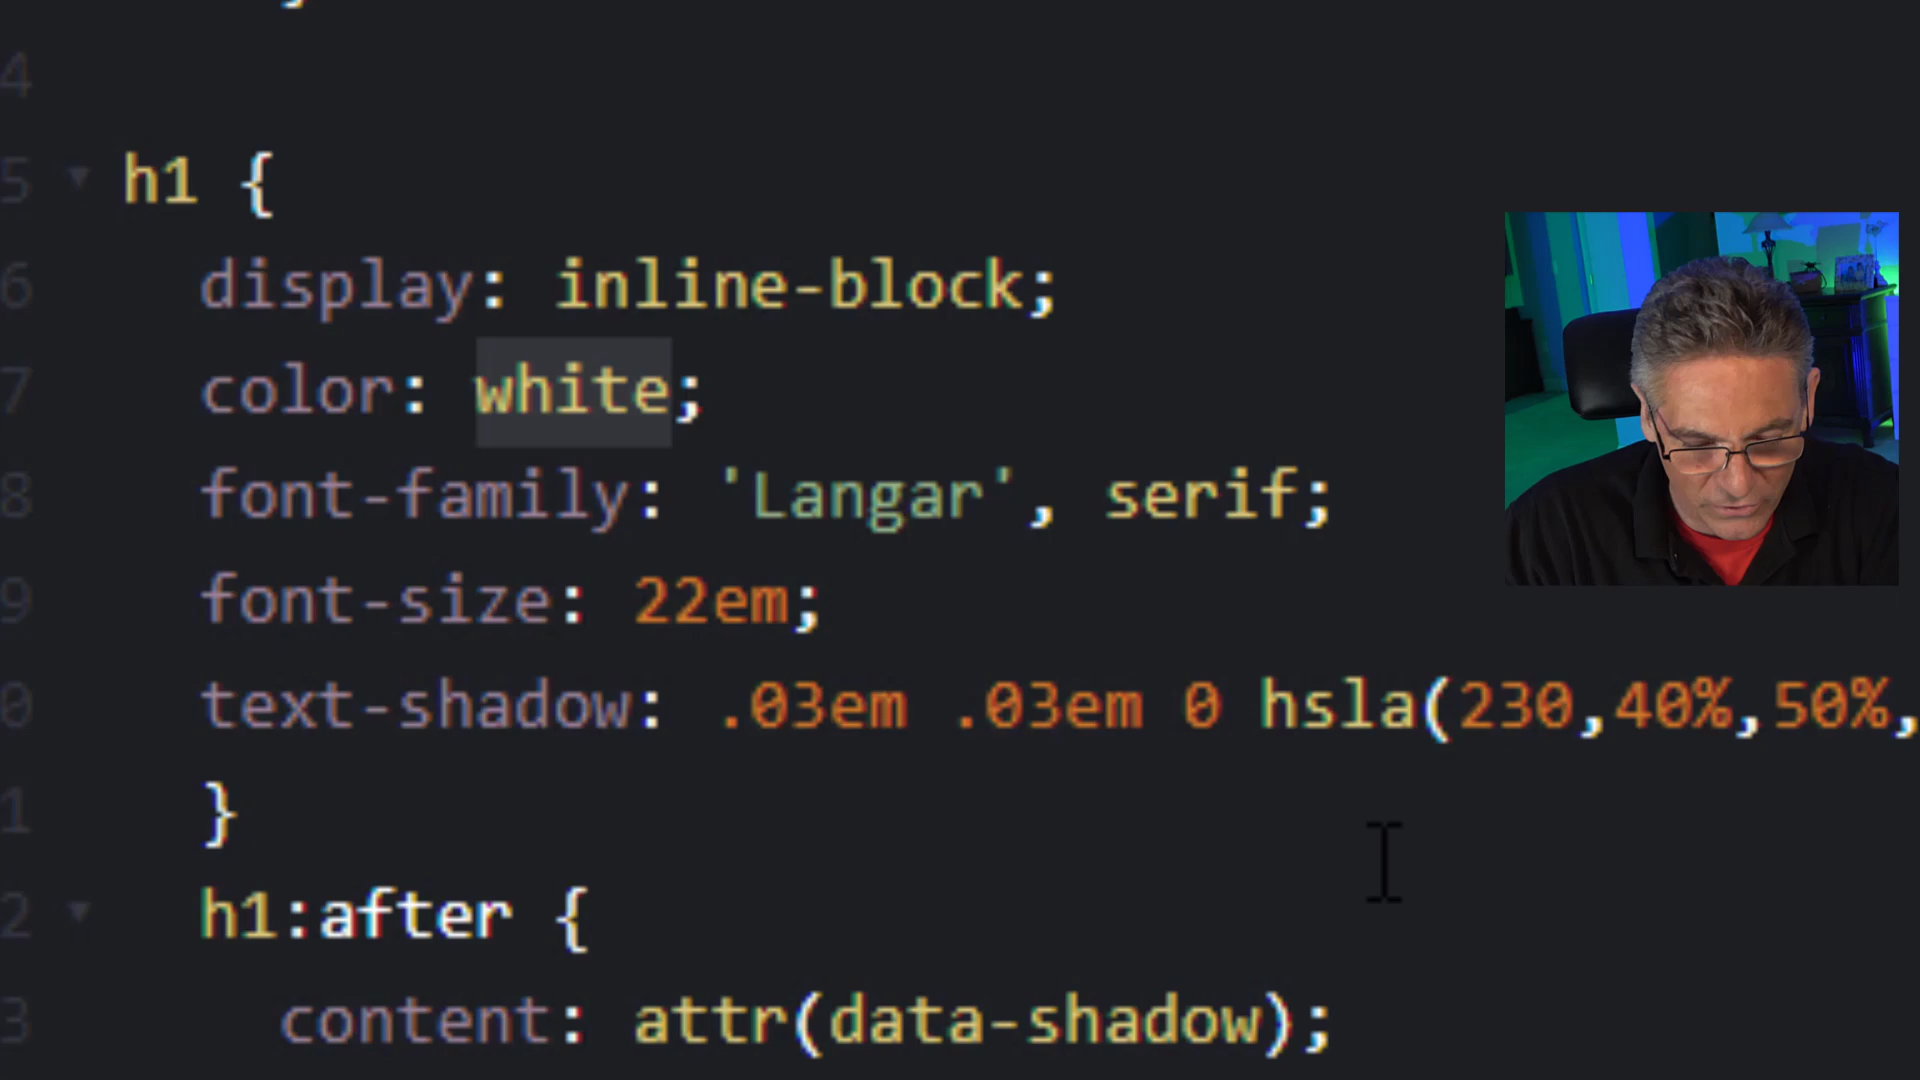 4
5 h1 {
6 display: inline-block;
7 color: white;
8 font-family: 'Langar', serif;
9 font-size: 22em;
0 text-shadow: .03em .03em 0 hsla(230,40%,50%,
1 }
2 h1:after {
3 content: attr(data-shadow);